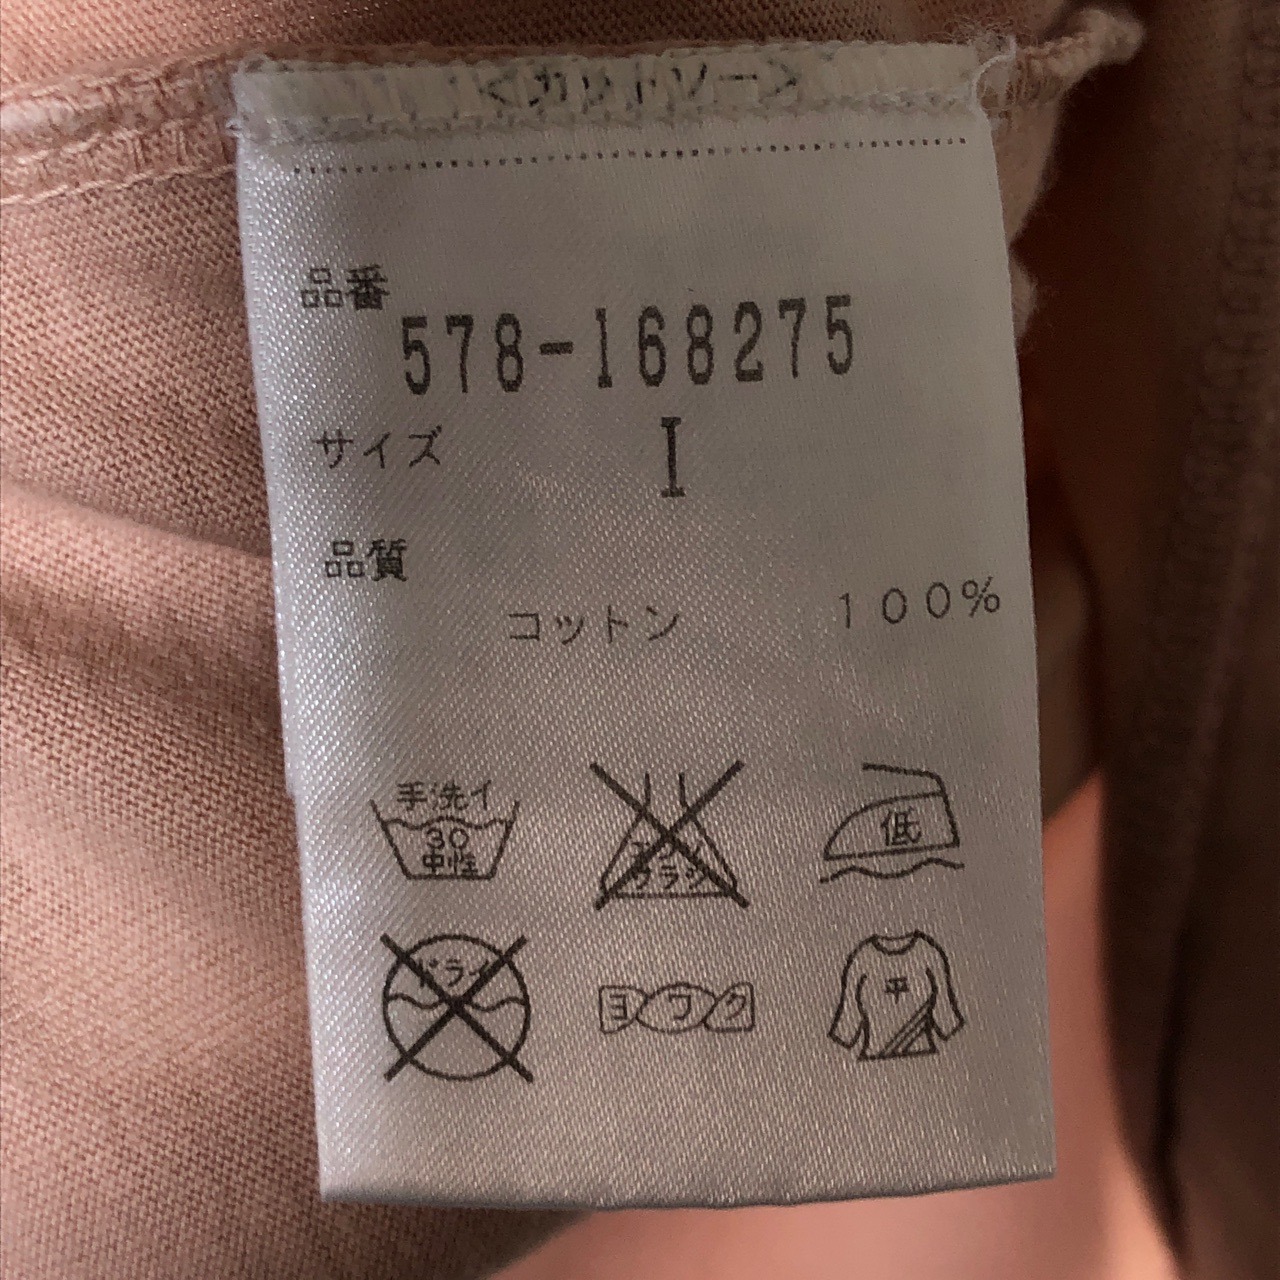 <カットソー>
品番
578-168275
サイズ I
品質
コットン 100%
手洗イ
30
中性
エンソ
サラシ
低
ドライ
ヨワク
平